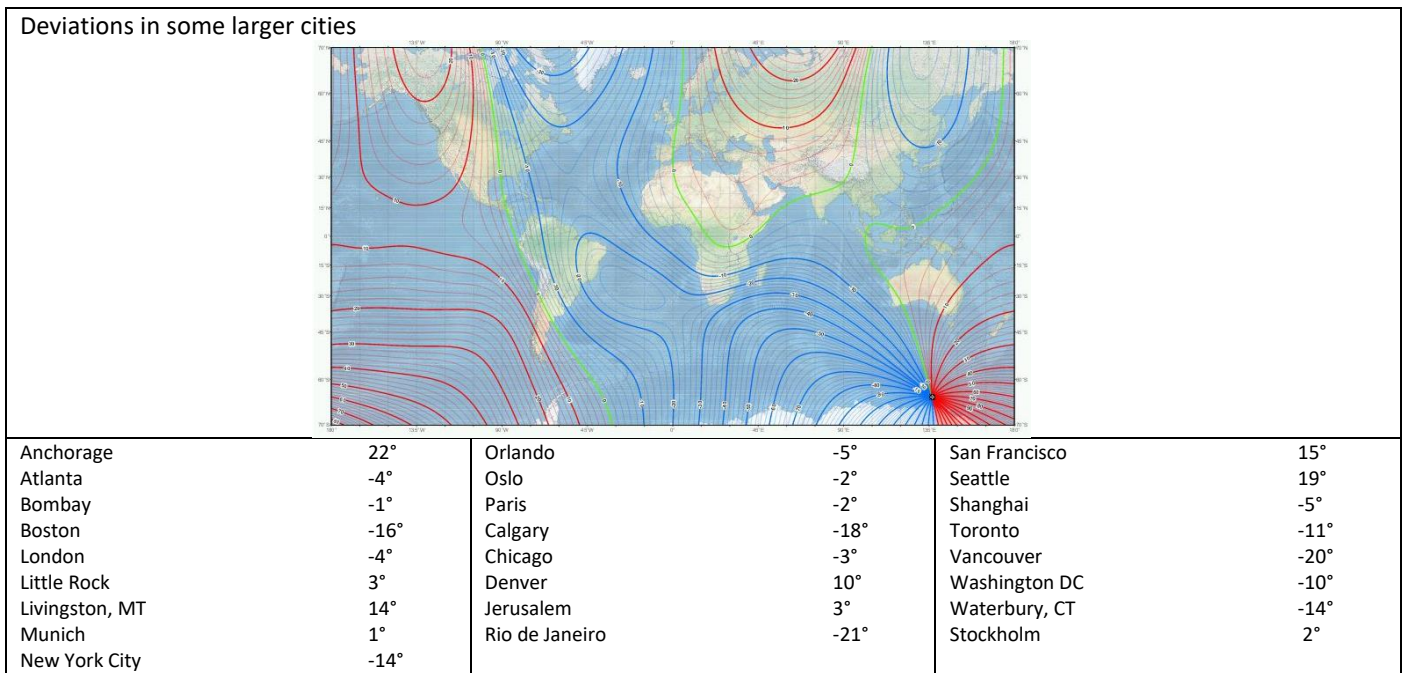 Deviations in some larger cities
Anchorage 22°
Atlanta -4°
Bombay -1°
Boston -16°
London -4°
Little Rock 3°
Livingston, MT 14°
Munich 1°
New York City -14°
Orlando -5°
Oslo -2°
Paris -2°
Calgary -18°
Chicago -3°
Denver 10°
Jerusalem 3°
Rio de Janeiro -21°
San Francisco 15°
Seattle 19°
Shanghai -5°
Toronto -11°
Vancouver -20°
Washington DC -10°
Waterbury, CT -14°
Stockholm 2°